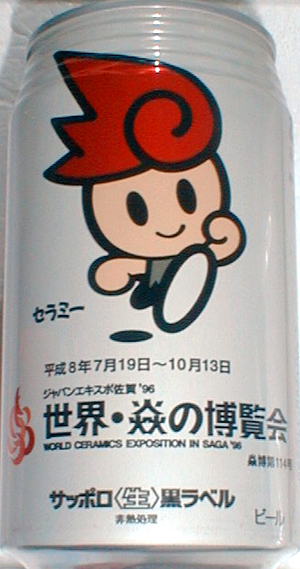 セラミー
平成8年7月19日～10月13日
ジャパンエキスポ佐賀'96
世界・焱の博覧会
WORLD CERAMICS EXPOSITION IN SAGA '96
焱博第114号
サッポロ〈生〉黒ラベル
非熱処理
ビール